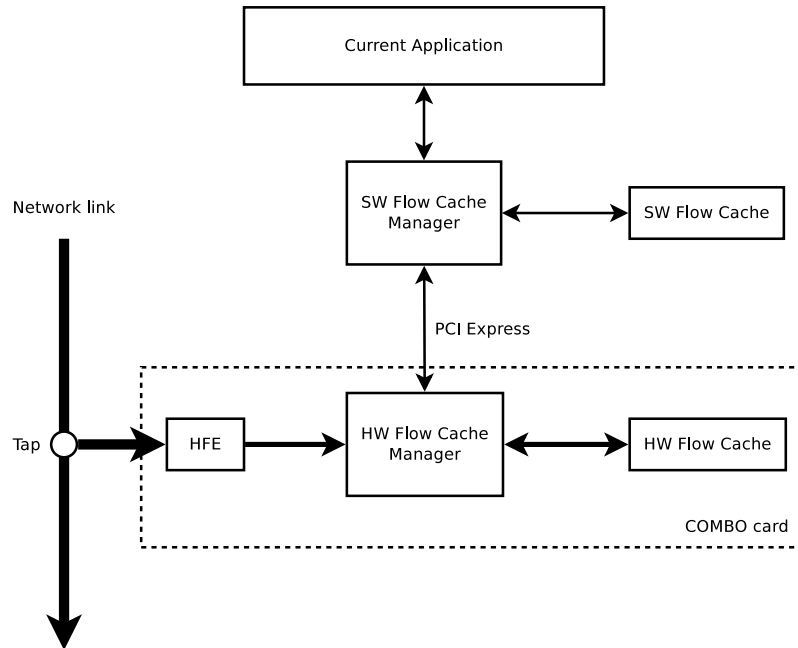 Current Application
SW Flow Cache
Manager
SW Flow Cache
Network link
PCI Express
Tap
HFE
HW Flow Cache
Manager
HW Flow Cache
COMBO card